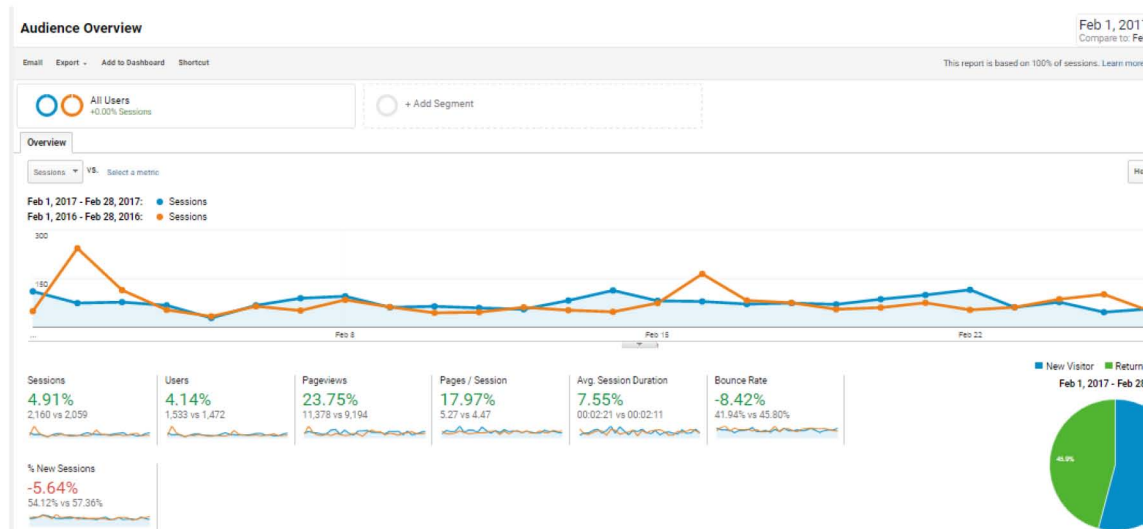 Audience Overview
Feb 1, 2017
Compare to: Fe
Email Export Add to Dashboard Shortcut
This report is based on 100% of sessions. Learn more
All Users
+0.00% Sessions
+ Add Segment
Overview
Sessions VS. Select a metric
Feb 1, 2017 - Feb 28, 2017: Sessions
Feb 1, 2016 - Feb 28, 2016: Sessions
300
150
... Feb 8 Feb 15 Feb 22
New Visitor Return
Feb 1, 2017 - Feb 28
Sessions
4.91%
2,160 vs 2,059
Users
4.14%
1,533 vs 1,472
Pageviews
23.75%
11,378 vs 9,194
Pages / Session
17.97%
5.27 vs 4.47
Avg. Session Duration
7.55%
00:02:21 vs 00:02:11
Bounce Rate
-8.42%
41.94% vs 45.80%
45.9%
% New Sessions
-5.64%
54.12% vs 57.36%